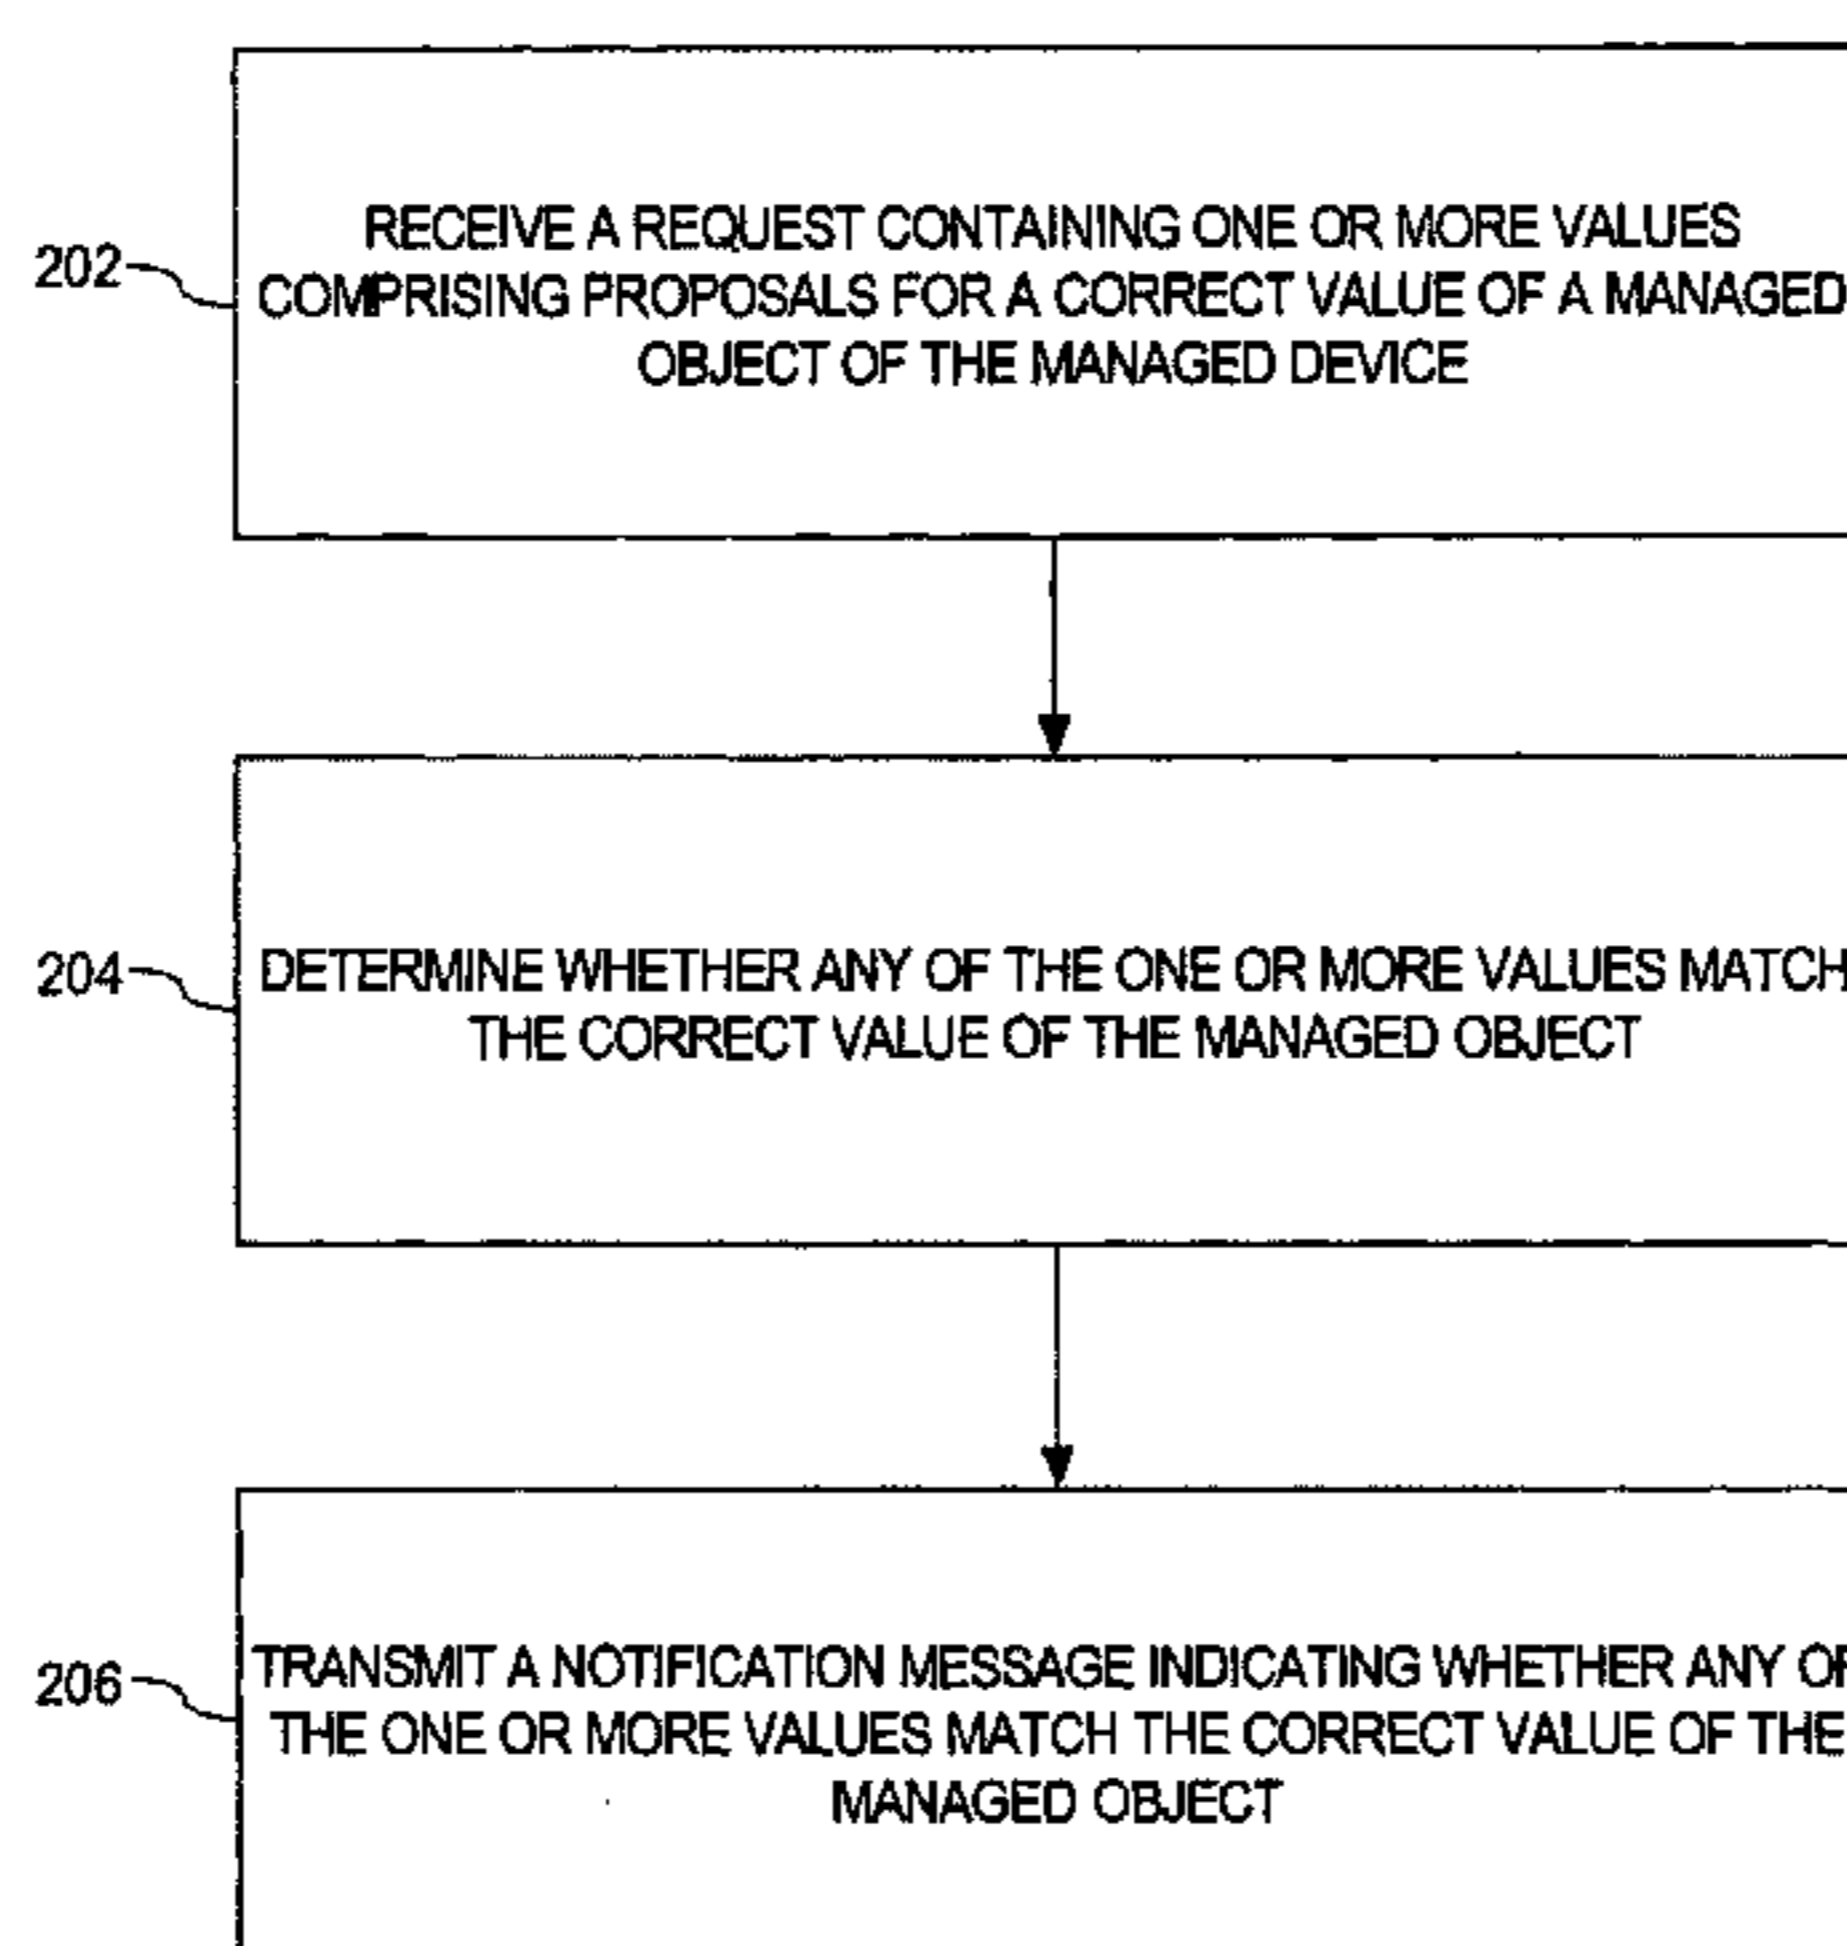 RECEIVE A REQUEST CONTAINING ONE OR MORE VALUES
202 COMPRISING PROPOSALS FOR A CORRECT VALUE OF A MANAGED
OBJECT OF THE MANAGED DEVICE
204 DETERMINE WHETHER ANY OF THE ONE OR MORE VALUES MATCH
THE CORRECT VALUE OF THE MANAGED OBJECT
206 TRANSMIT A NOTIFICATION MESSAGE INDICATING WHETHER ANY OF
THE ONE OR MORE VALUES MATCH THE CORRECT VALUE OF THE
MANAGED OBJECT